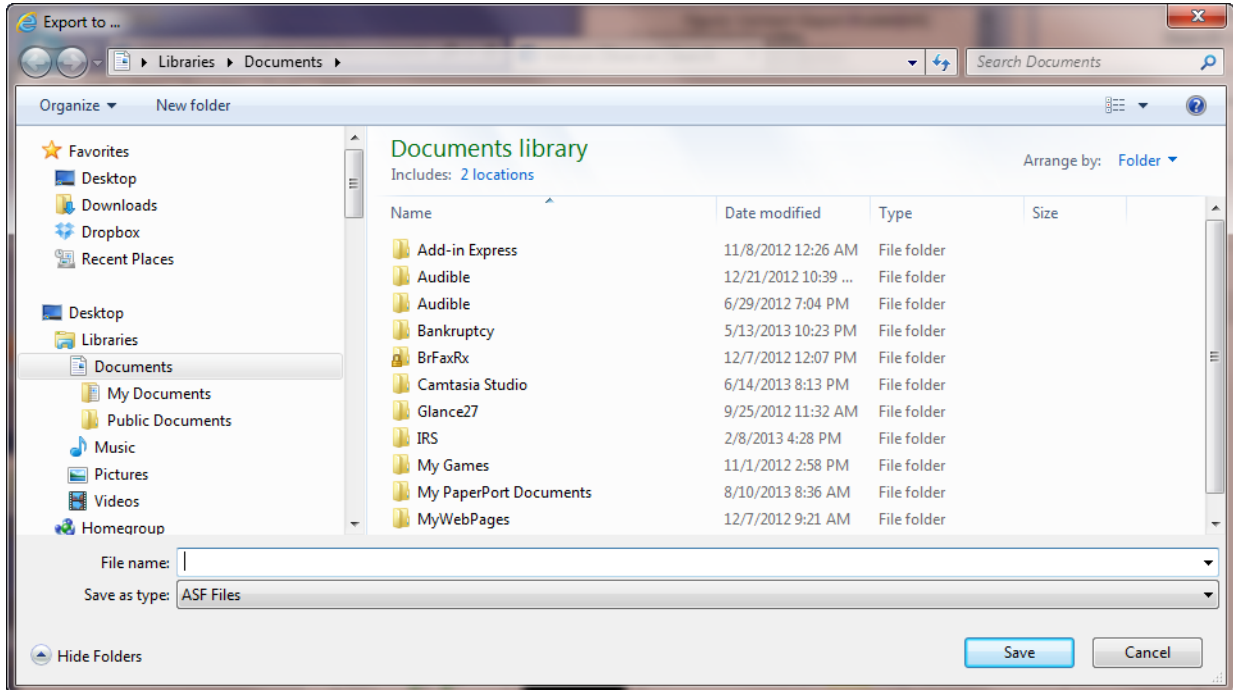 Export to ...
Libraries Documents
Search Documents
Organize New folder
Favorites
Desktop
Downloads
Dropbox
Recent Places
Desktop
Libraries
Documents
My Documents
Public Documents
Music
Pictures
Videos
Homegroup
Documents library
Includes: 2 locations
Arrange by: Folder
Name Date modified Type Size
Add-in Express 11/8/2012 12:26 AM File folder
Audible 12/21/2012 10:39 ... File folder
Audible 6/29/2012 7:04 PM File folder
Bankruptcy 5/13/2013 10:23 PM File folder
BrFaxRx 12/7/2012 12:07 PM File folder
Camtasia Studio 6/14/2013 8:13 PM File folder
Glance27 9/25/2012 11:32 AM File folder
IRS 2/8/2013 4:28 PM File folder
My Games 11/1/2012 2:58 PM File folder
My PaperPort Documents 8/10/2013 8:36 AM File folder
MyWebPages 12/7/2012 9:21 AM File folder
File name:
Save as type: ASF Files
Hide Folders
Save Cancel